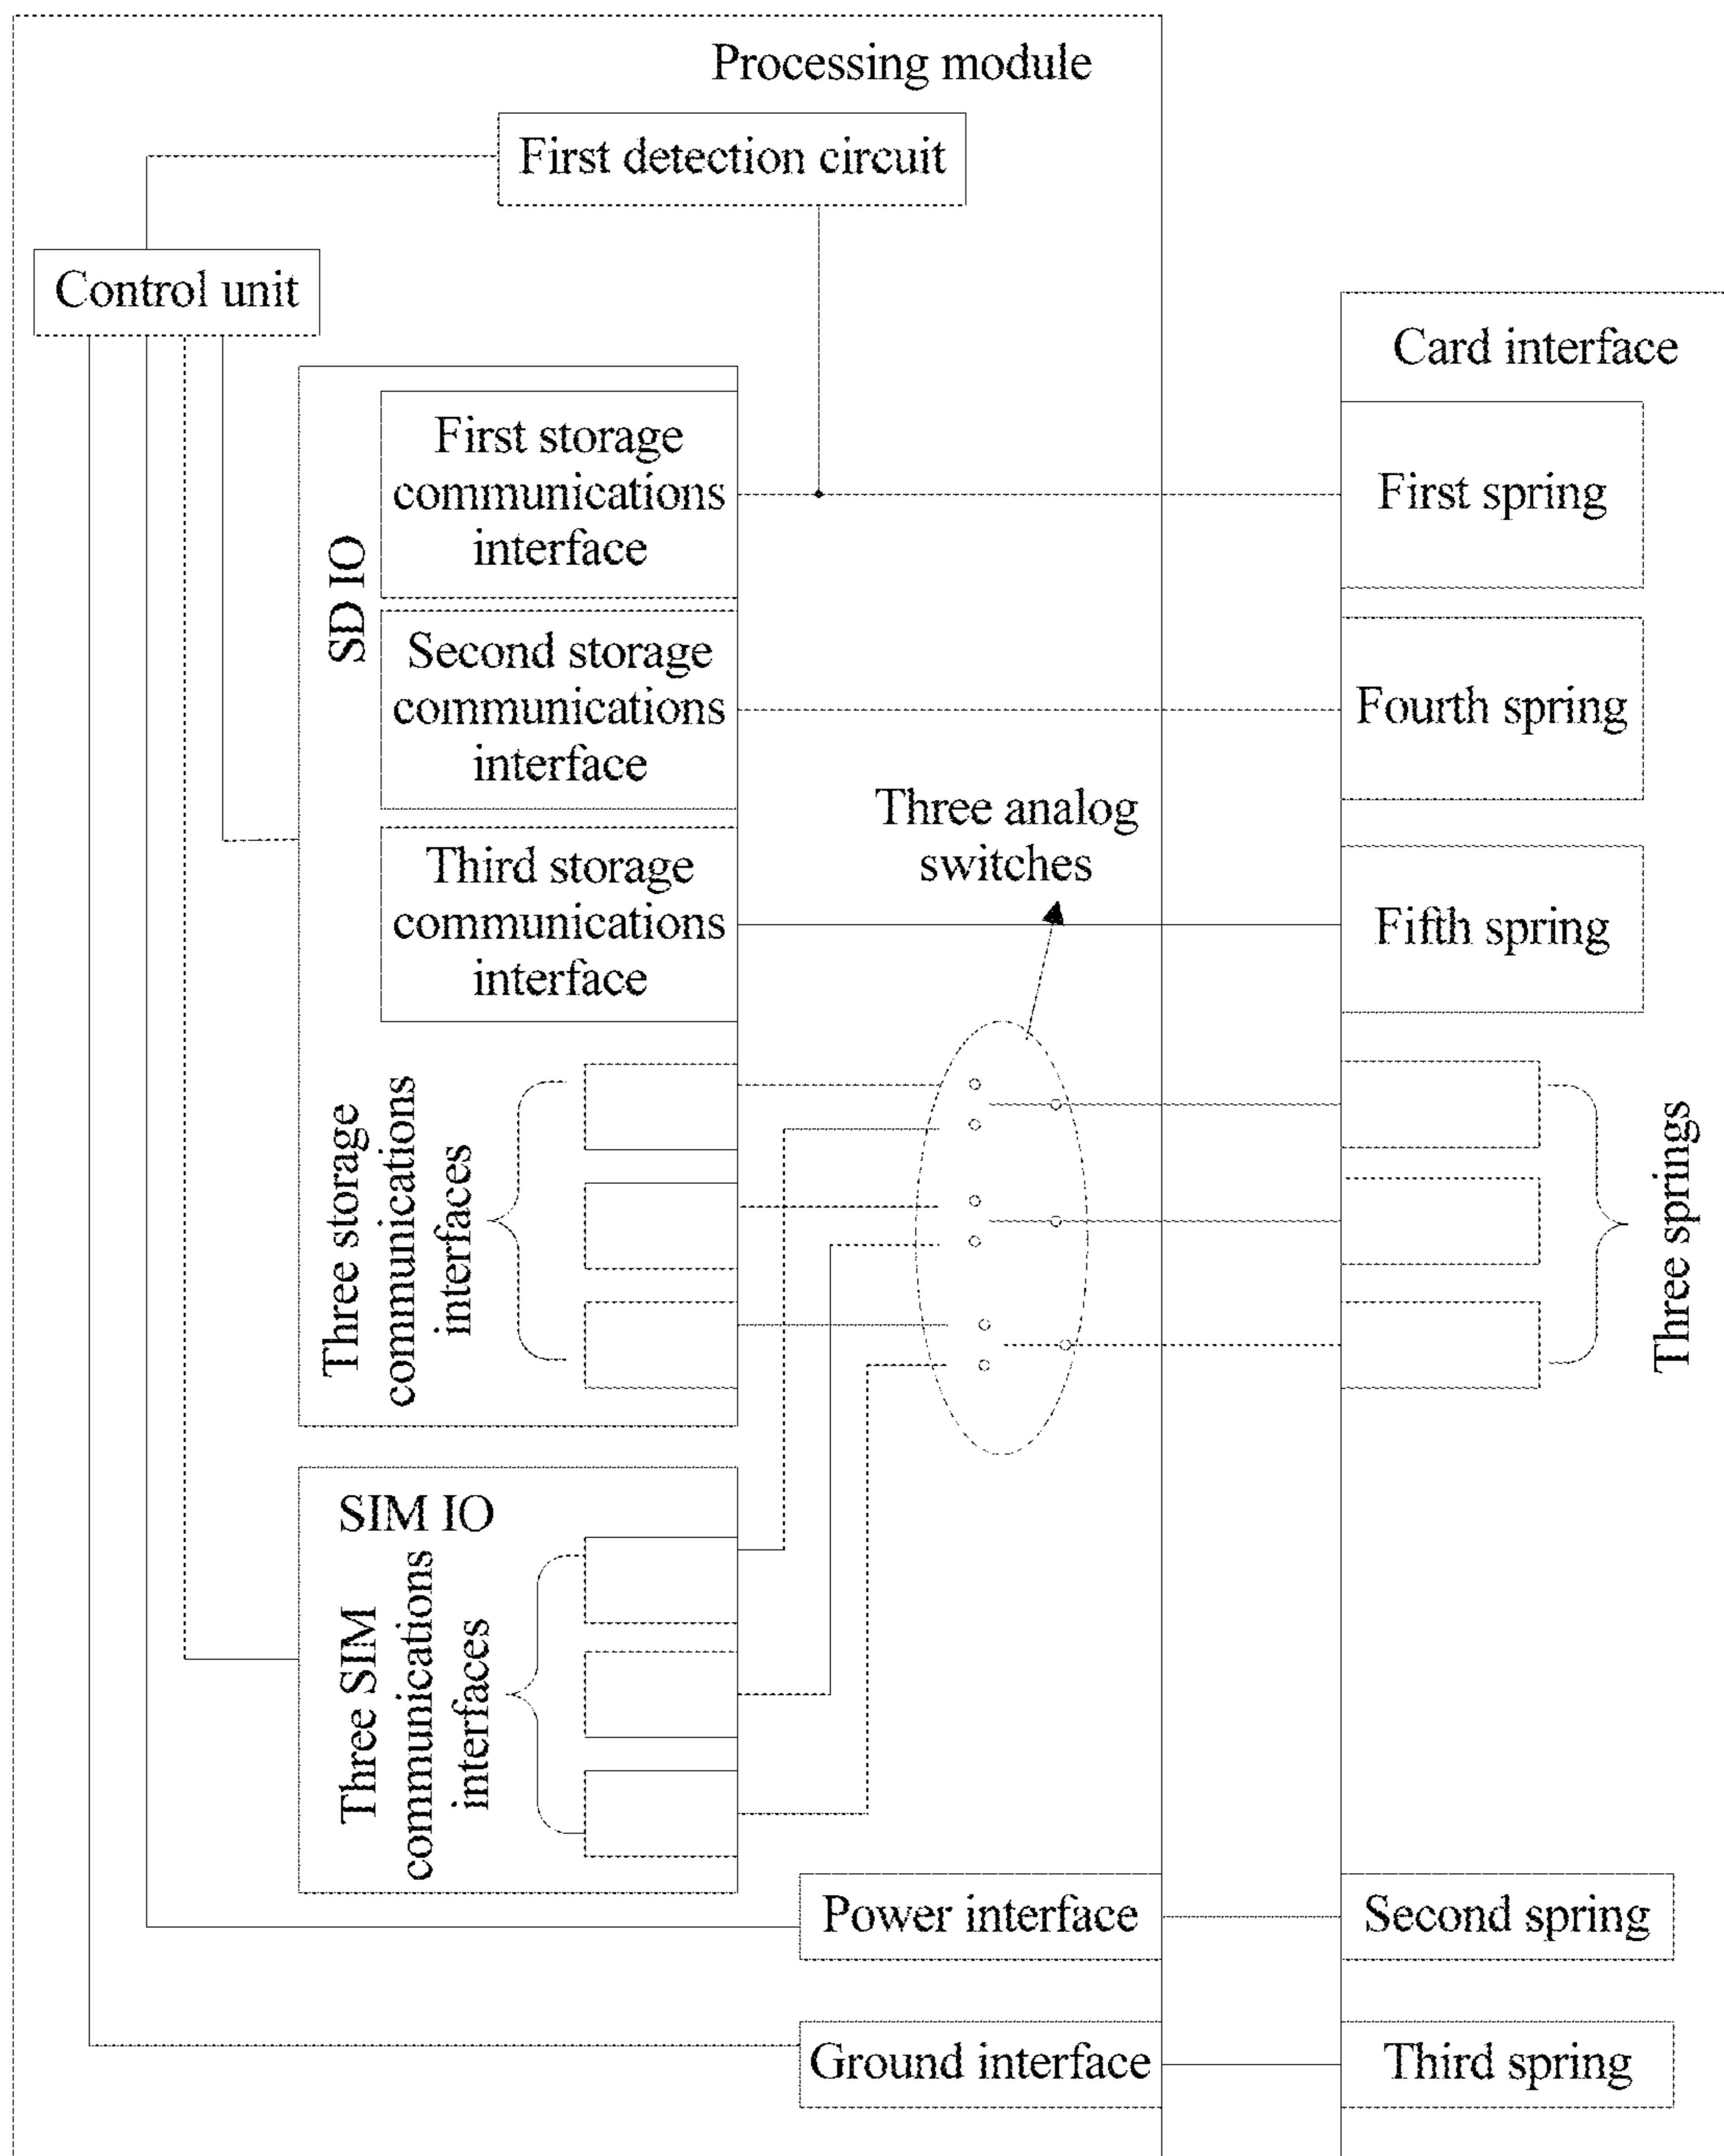 Processing module
First detection circuit
Control unit
Card interface
SD IO
First storage
communications
interface
First spring
Second storage
communications
interface
Fourth spring
Three analog
switches
Third storage
communications
interface
Fifth spring
Three storage
communications
interfaces
Three springs
SIM IO
Three SIM
communications
interfaces
Power interface
Second spring
Ground interface
Third spring